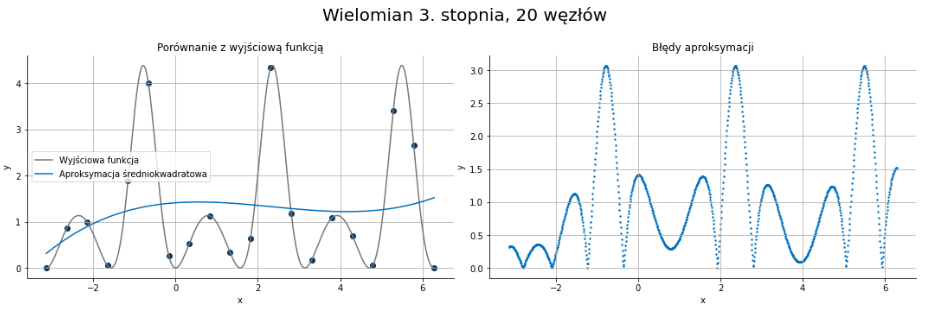 Wielomian 3. stopnia, 20 węzłów
Porównanie z wyjściową funkcją
y
4
3
2
1
0
Wyjściowa funkcja
Aproksymacja średniokwadratowa
−2
0
2
4
6
x
Błędy aproksymacji
y
3.0
2.5
2.0
1.5
1.0
0.5
0.0
−2
0
2
4
6
x